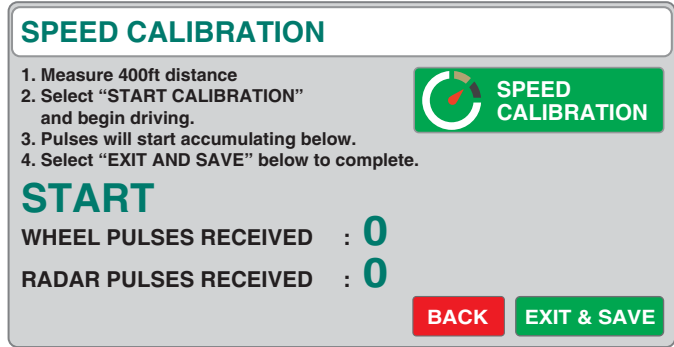 SPEED CALIBRATION
1. Measure 400ft distance
2. Select “START CALIBRATION”
and begin driving.
3. Pulses will start accumulating below.
4. Select “EXIT AND SAVE” below to complete.
SPEED
CALIBRATION
START
WHEEL PULSES RECEIVED : 0
RADAR PULSES RECEIVED : 0
BACK
EXIT & SAVE